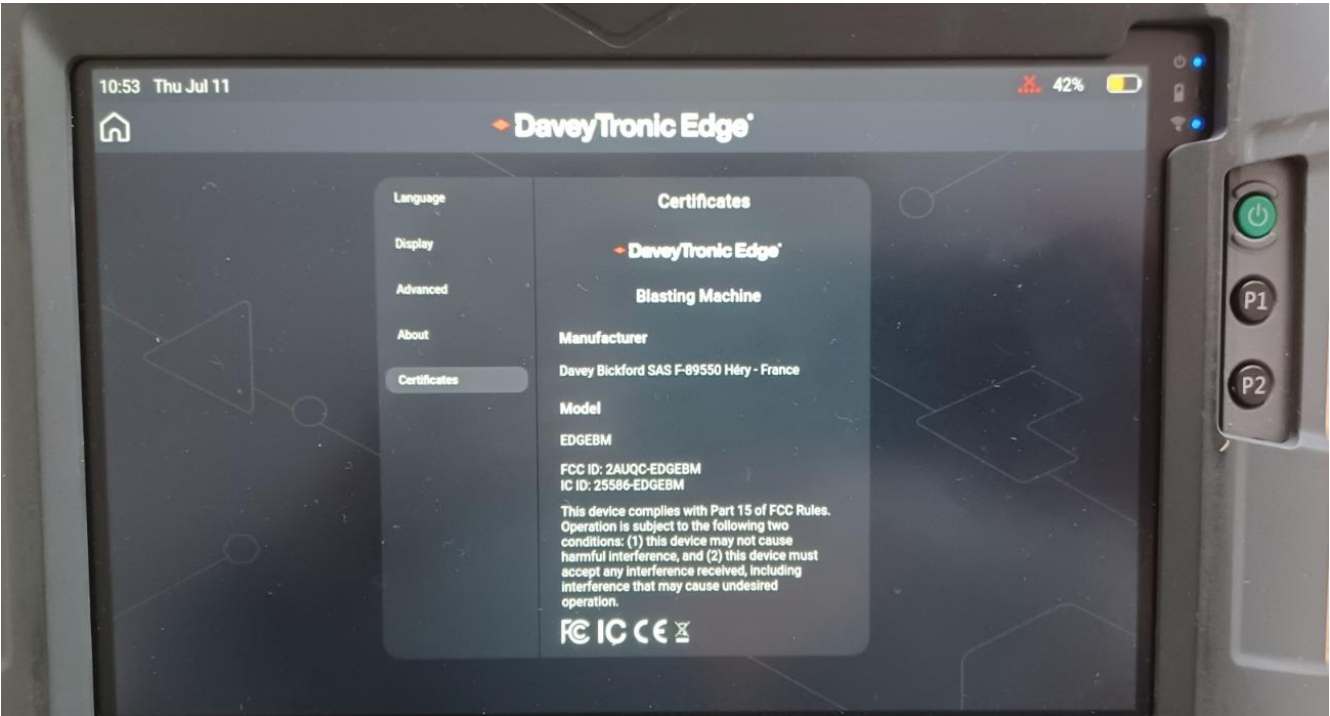 10:53 Thu Jul 11
42%
DaveyTronic Edge
Language
Display
Advanced
About
Certificates
Certificates
DaveyTronic Edge
Blasting Machine
Manufacturer
Davey Bickford SAS F-89550 Héry - France
Model
EDGEBM
FCC ID: 2AUQC-EDGEBM
IC ID: 25586-EDGEBM
This device complies with Part 15 of FCC Rules.
Operation is subject to the following two
conditions: (1) this device may not cause
harmful interference, and (2) this device must
accept any interference received, including
interference that may cause undesired
operation.
FC IC CE
P1
P2